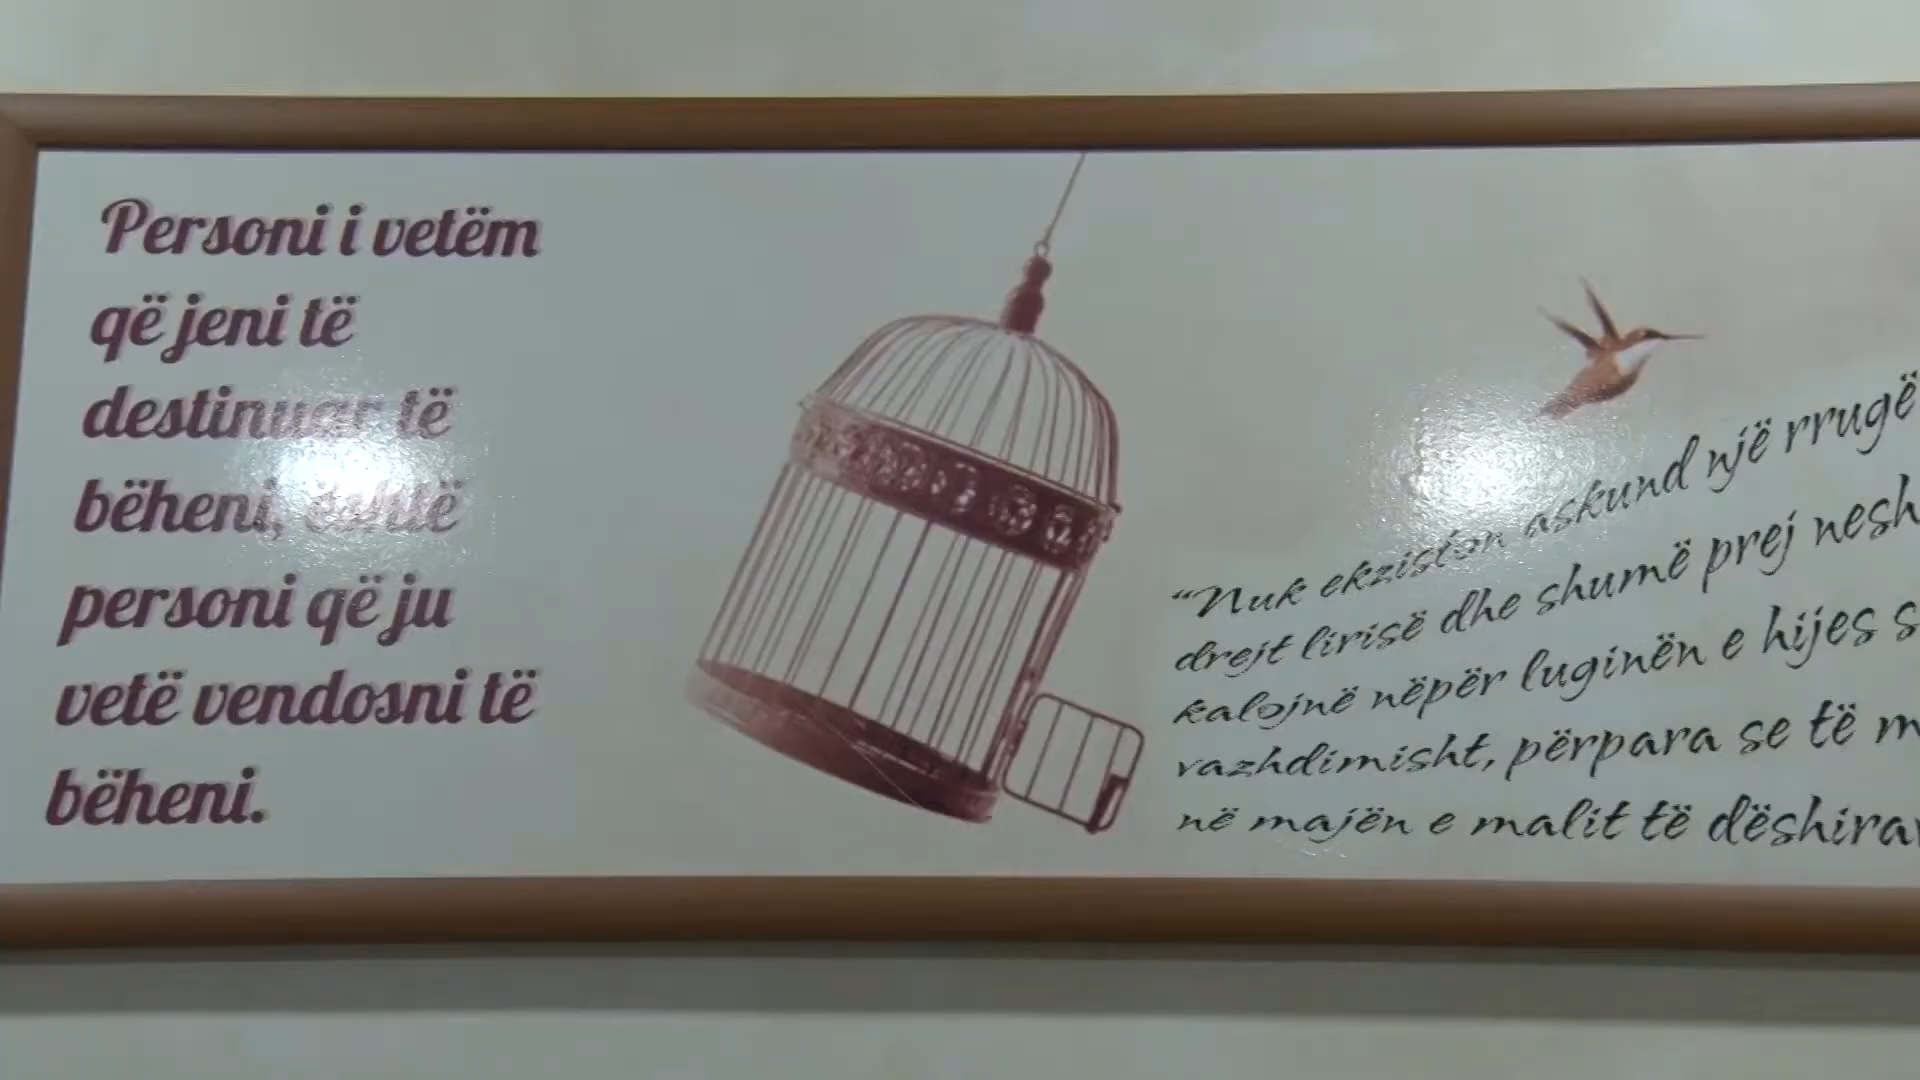 Personi i vetëm
që jeni të
destinuar të
bëheni, është
personi që ju
vetë vendosni të
bëheni.
“Nuk ekziston askund një rrugë
drejt lirisë dhe shumë prej nesh
kalojnë nëpër luginën e hijes
vazhdimisht, përpara se të
në majën e malit të